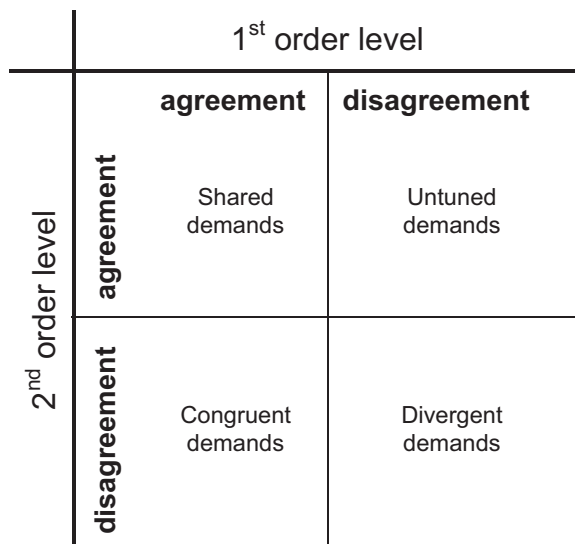 1st order level
agreement
disagreement
2nd order level
agreement
Shared
demands
Untuned
demands
disagreement
Congruent
demands
Divergent
demands